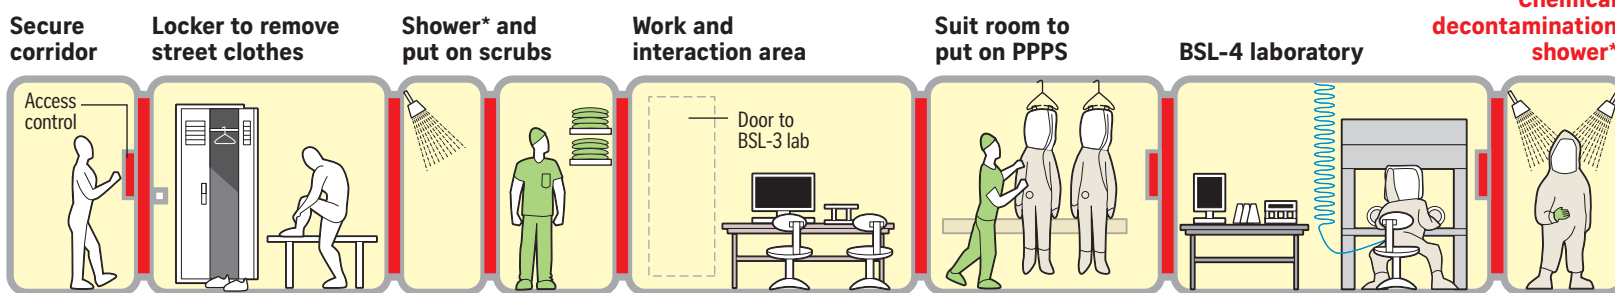 Secure
corridor
Locker to remove
street clothes
Shower* and
put on scrubs
Work and
interaction area
Suit room to
put on PPPS
BSL-4 laboratory
Chemical
decontamination
shower*
Access
control
Door to
BSL-3 lab